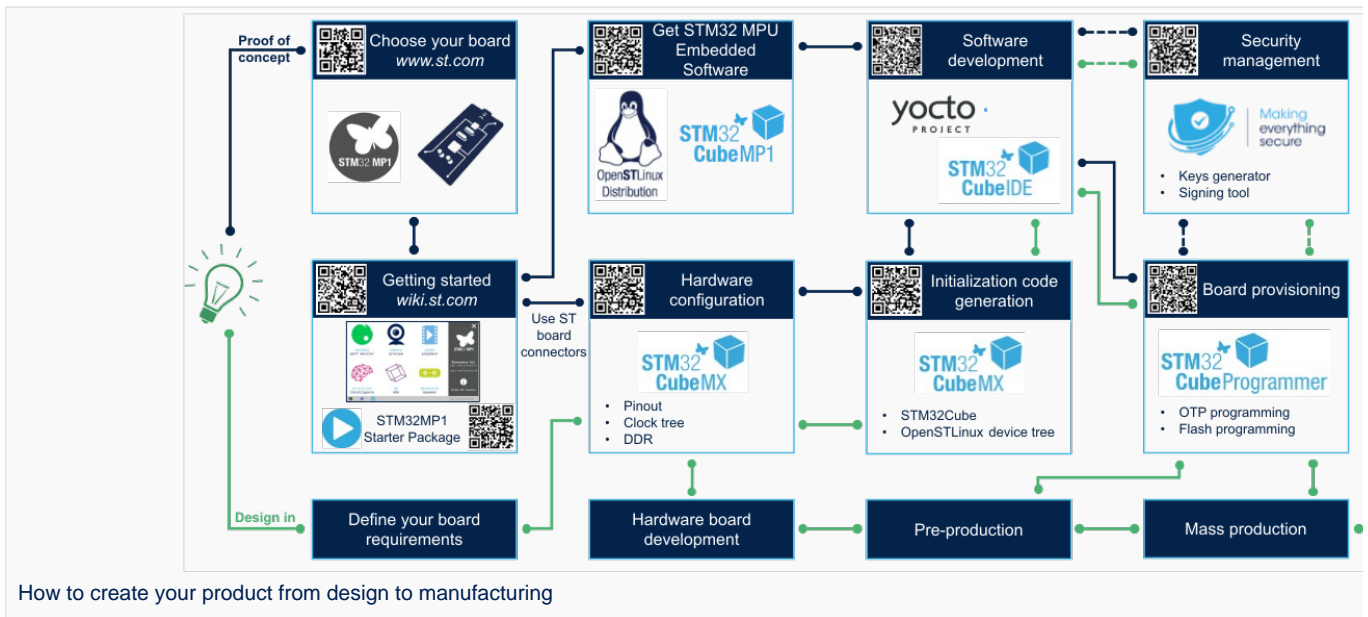 Proof of
concept
Choose your board
www.st.com
STM32 MP1
Get STM32 MPU
Embedded
Software
OpenSTLinux
Distribution
STM32
CubeMP1
Software
development
yocto
PROJECT
STM32
CubeIDE
Security
management
Making
everything
secure
• Keys generator
• Signing tool
Getting started
wiki.st.com
STM32MP1
Starter Package
Use ST
board
connectors
Hardware
configuration
STM32
CubeMX
• Pinout
• Clock tree
• DDR
Initialization code
generation
STM32
CubeMX
• STM32Cube
• OpenSTLinux device tree
Board provisioning
STM32
CubeProgrammer
• OTP programming
• Flash programming
Design in
Define your board
requirements
Hardware board
development
Pre-production
Mass production
How to create your product from design to manufacturing